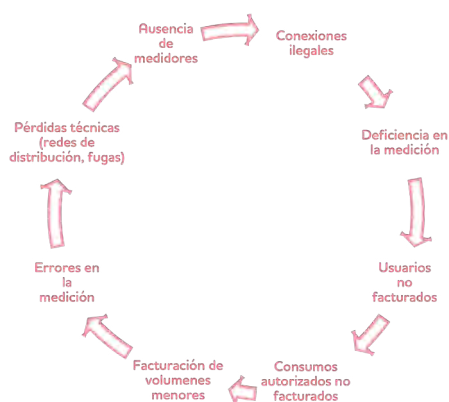 Ausencia
de
medidores
Conexiones
ilegales
Deficiencia en
la medición
Usuarios
no
facturados
Consumos
autorizados no
facturados
Facturación de
volumenes
menores
Errores en
la
medición
Pérdidas técnicas
(redes de
distribución, fugas)